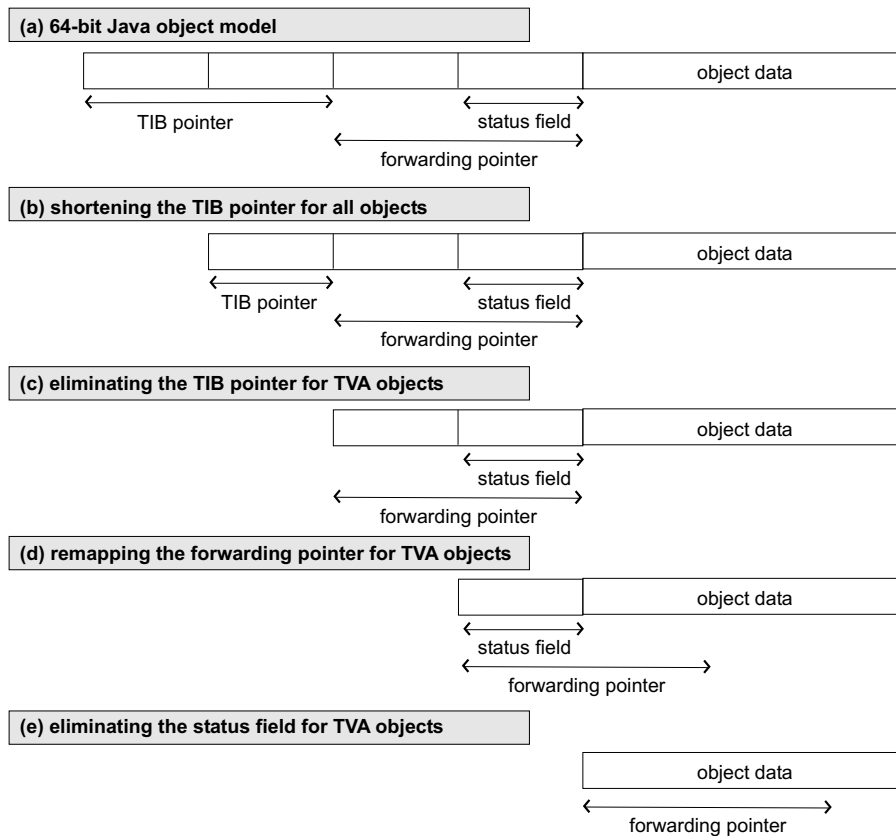 (a) 64-bit Java object model
object data
TIB pointer
status field
forwarding pointer
(b) shortening the TIB pointer for all objects
object data
TIB pointer
status field
forwarding pointer
(c) eliminating the TIB pointer for TVA objects
object data
status field
forwarding pointer
(d) remapping the forwarding pointer for TVA objects
object data
status field
forwarding pointer
(e) eliminating the status field for TVA objects
object data
forwarding pointer